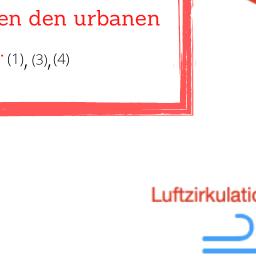 en den urbanen
(1), (3), (4)
Luftzirkulatio